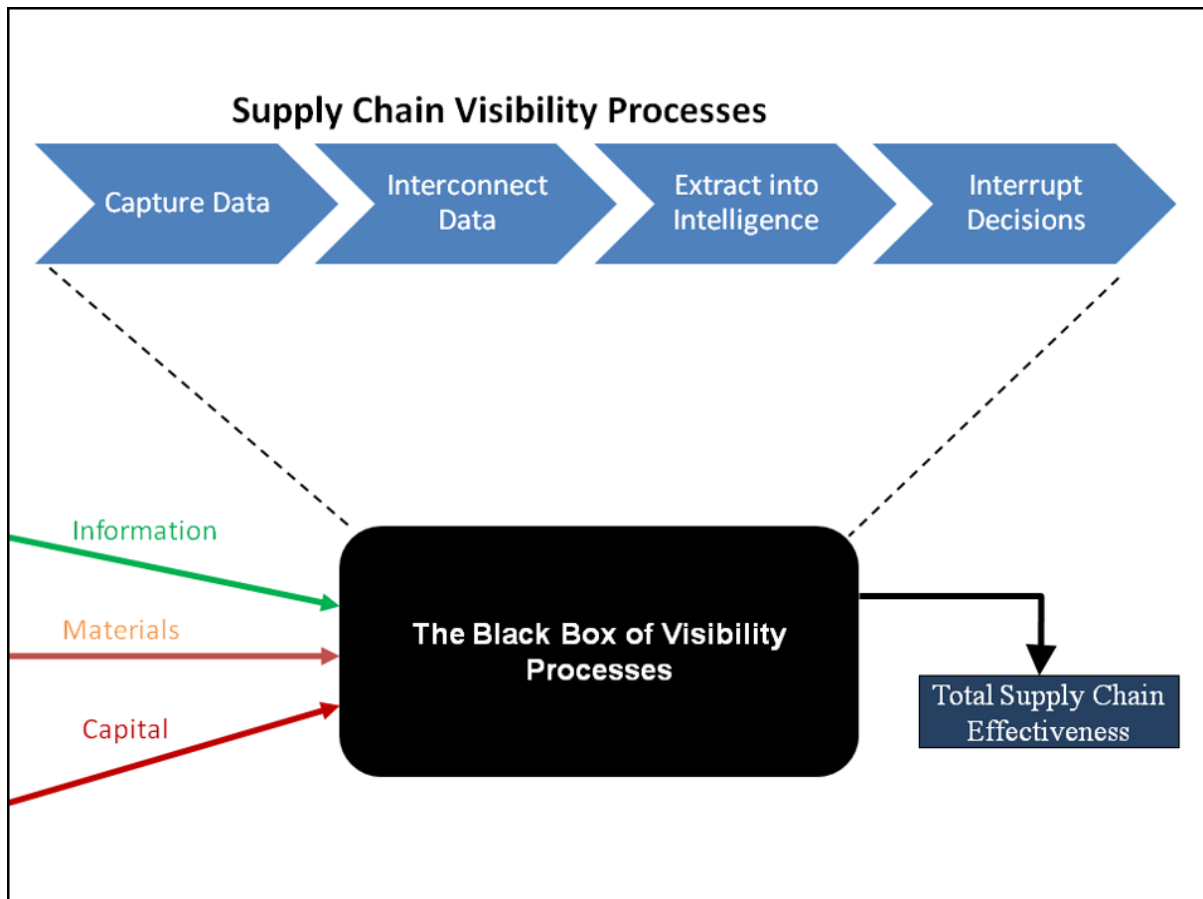 Supply Chain Visibility Processes
Capture Data
Interconnect
Data
Extract into
Intelligence
Interrupt
Decisions
Information
Materials
Capital
The Black Box of Visibility
Processes
Total Supply Chain
Effectiveness